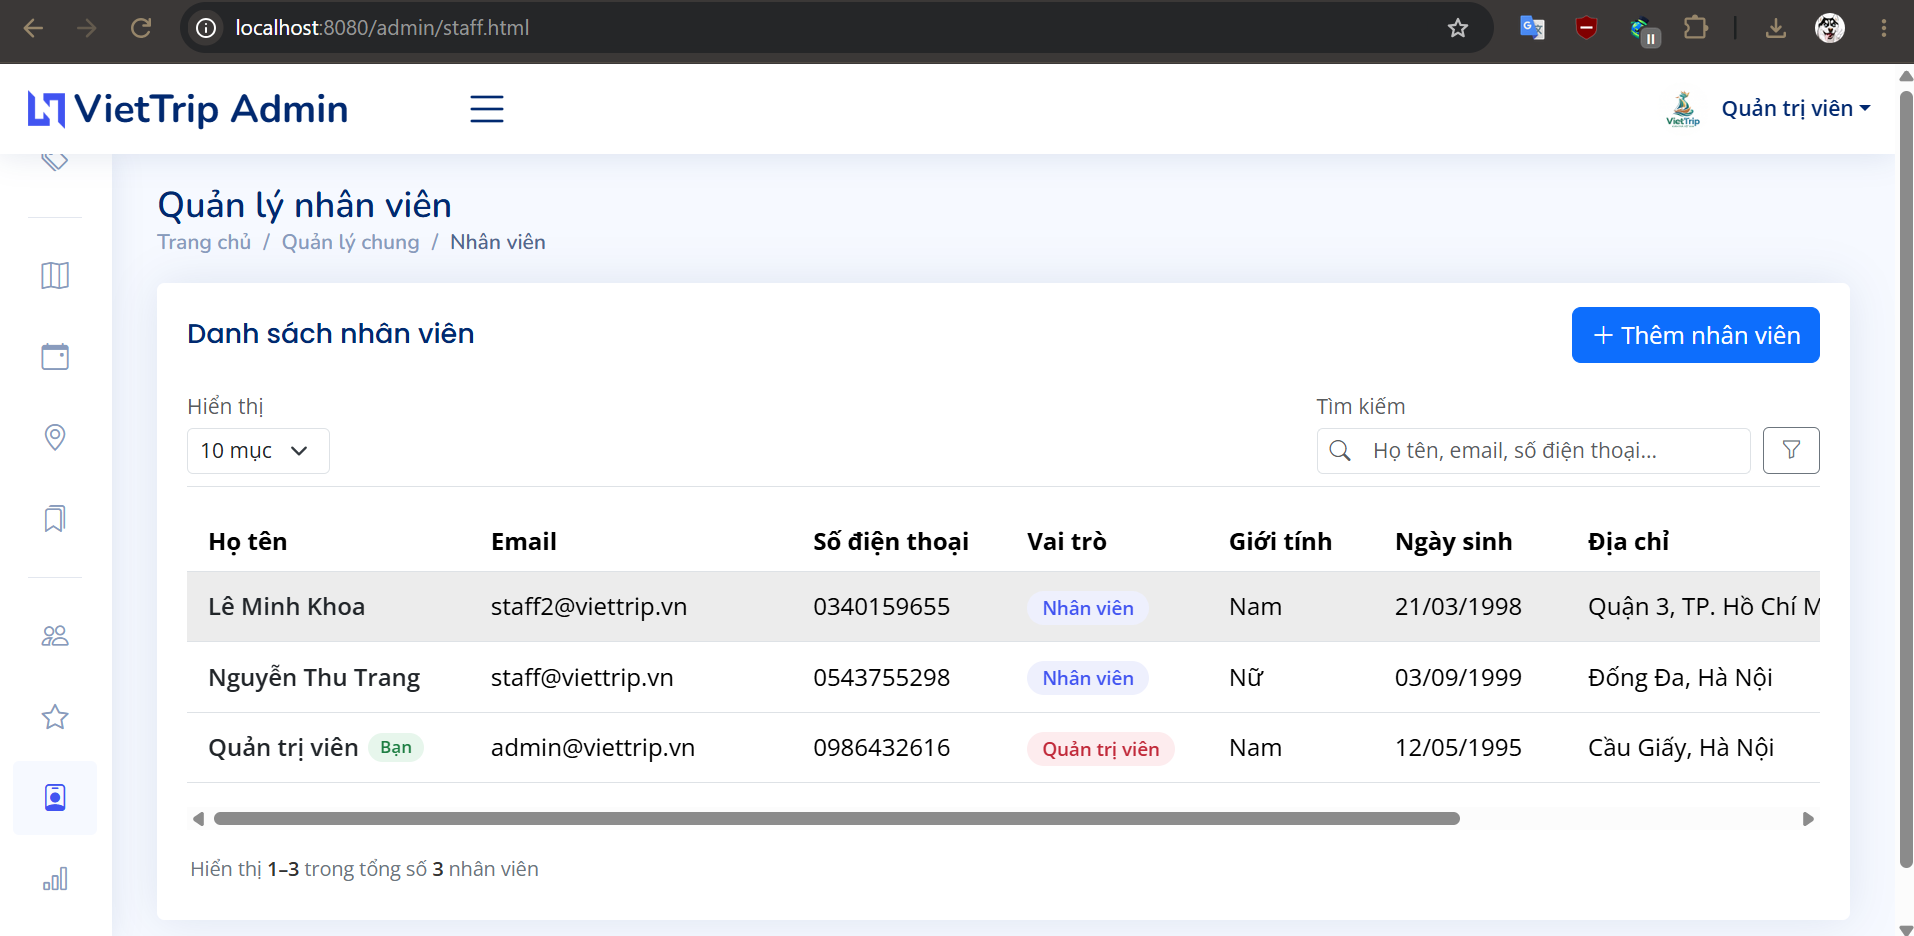 localhost:8080/admin/staff.html
VietTrip Admin
VietTrip
Quản trị viên
Quản lý nhân viên
Trang chủ / Quản lý chung / Nhân viên
Danh sách nhân viên
Thêm nhân viên
Hiển thị
Tìm kiếm
10 mục
Họ tên, email, số điện thoại...
Họ tên Email Số điện thoại Vai trò Giới tính Ngày sinh Địa chỉ
Lê Minh Khoa staff2@viettrip.vn 0340159655 Nhân viên Nam 21/03/1998 Quận 3, TP. Hồ Chí M
Nguyễn Thu Trang staff@viettrip.vn 0543755298 Nhân viên Nữ 03/09/1999 Đống Đa, Hà Nội
Quản trị viên Bạn admin@viettrip.vn 0986432616 Quản trị viên Nam 12/05/1995 Cầu Giấy, Hà Nội
Hiển thị 1–3 trong tổng số 3 nhân viên